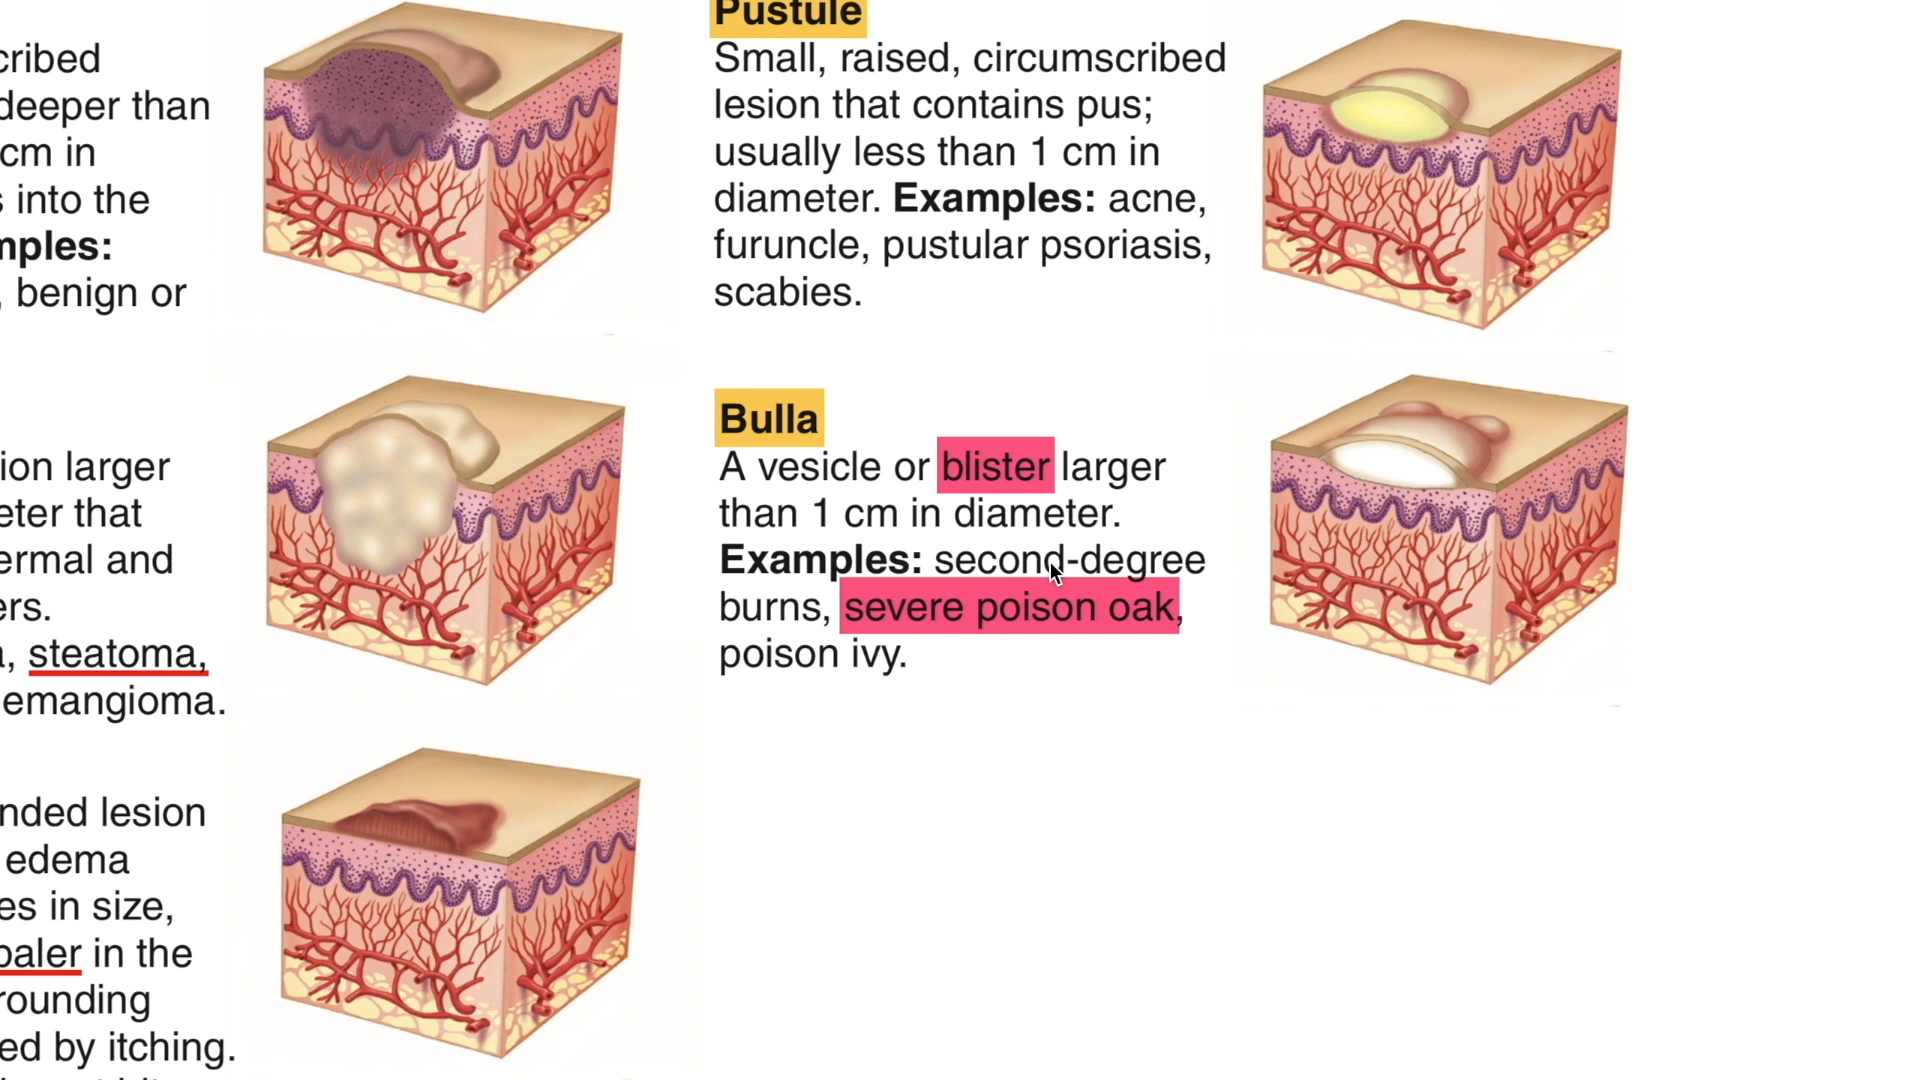 cribed
deeper than
cm in
s into the
mples:
, benign or
ion larger
eter that
ermal and
ers.
a, steatoma,
emangioma.
nded lesion
edema
es in size,
paler in the
rounding
ed by itching.
Pustule
Small, raised, circumscribed
lesion that contains pus;
usually less than 1 cm in
diameter. Examples: acne,
furuncle, pustular psoriasis,
scabies.
Bulla
A vesicle or blister larger
than 1 cm in diameter.
Examples: second-degree
burns, severe poison oak,
poison ivy.